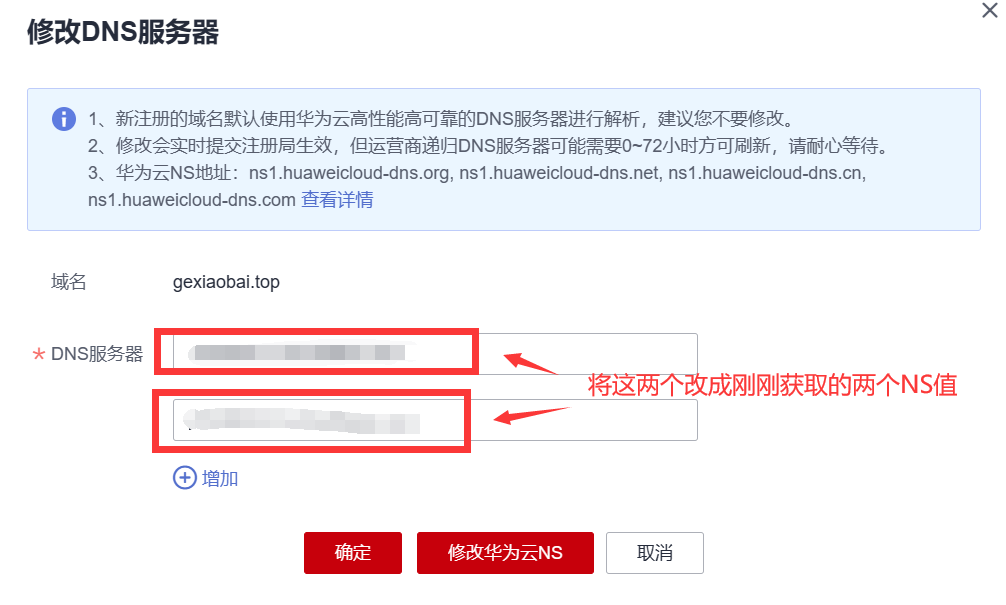 修改DNS服务器
1、新注册的域名默认使用华为云高性能高可靠的DNS服务器进行解析，建议您不要修改。
2、修改会实时提交注册局生效，但运营商递归DNS服务器可能需要0~72小时方可刷新，请耐心等待。
3、华为云NS地址：ns1.huaweicloud-dns.org, ns1.huaweicloud-dns.net, ns1.huaweicloud-dns.cn,
ns1.huaweicloud-dns.com 查看详情
域名 gexiaobai.top
* DNS服务器
将这两个改成刚刚获取的两个NS值
增加
确定 修改华为云NS 取消